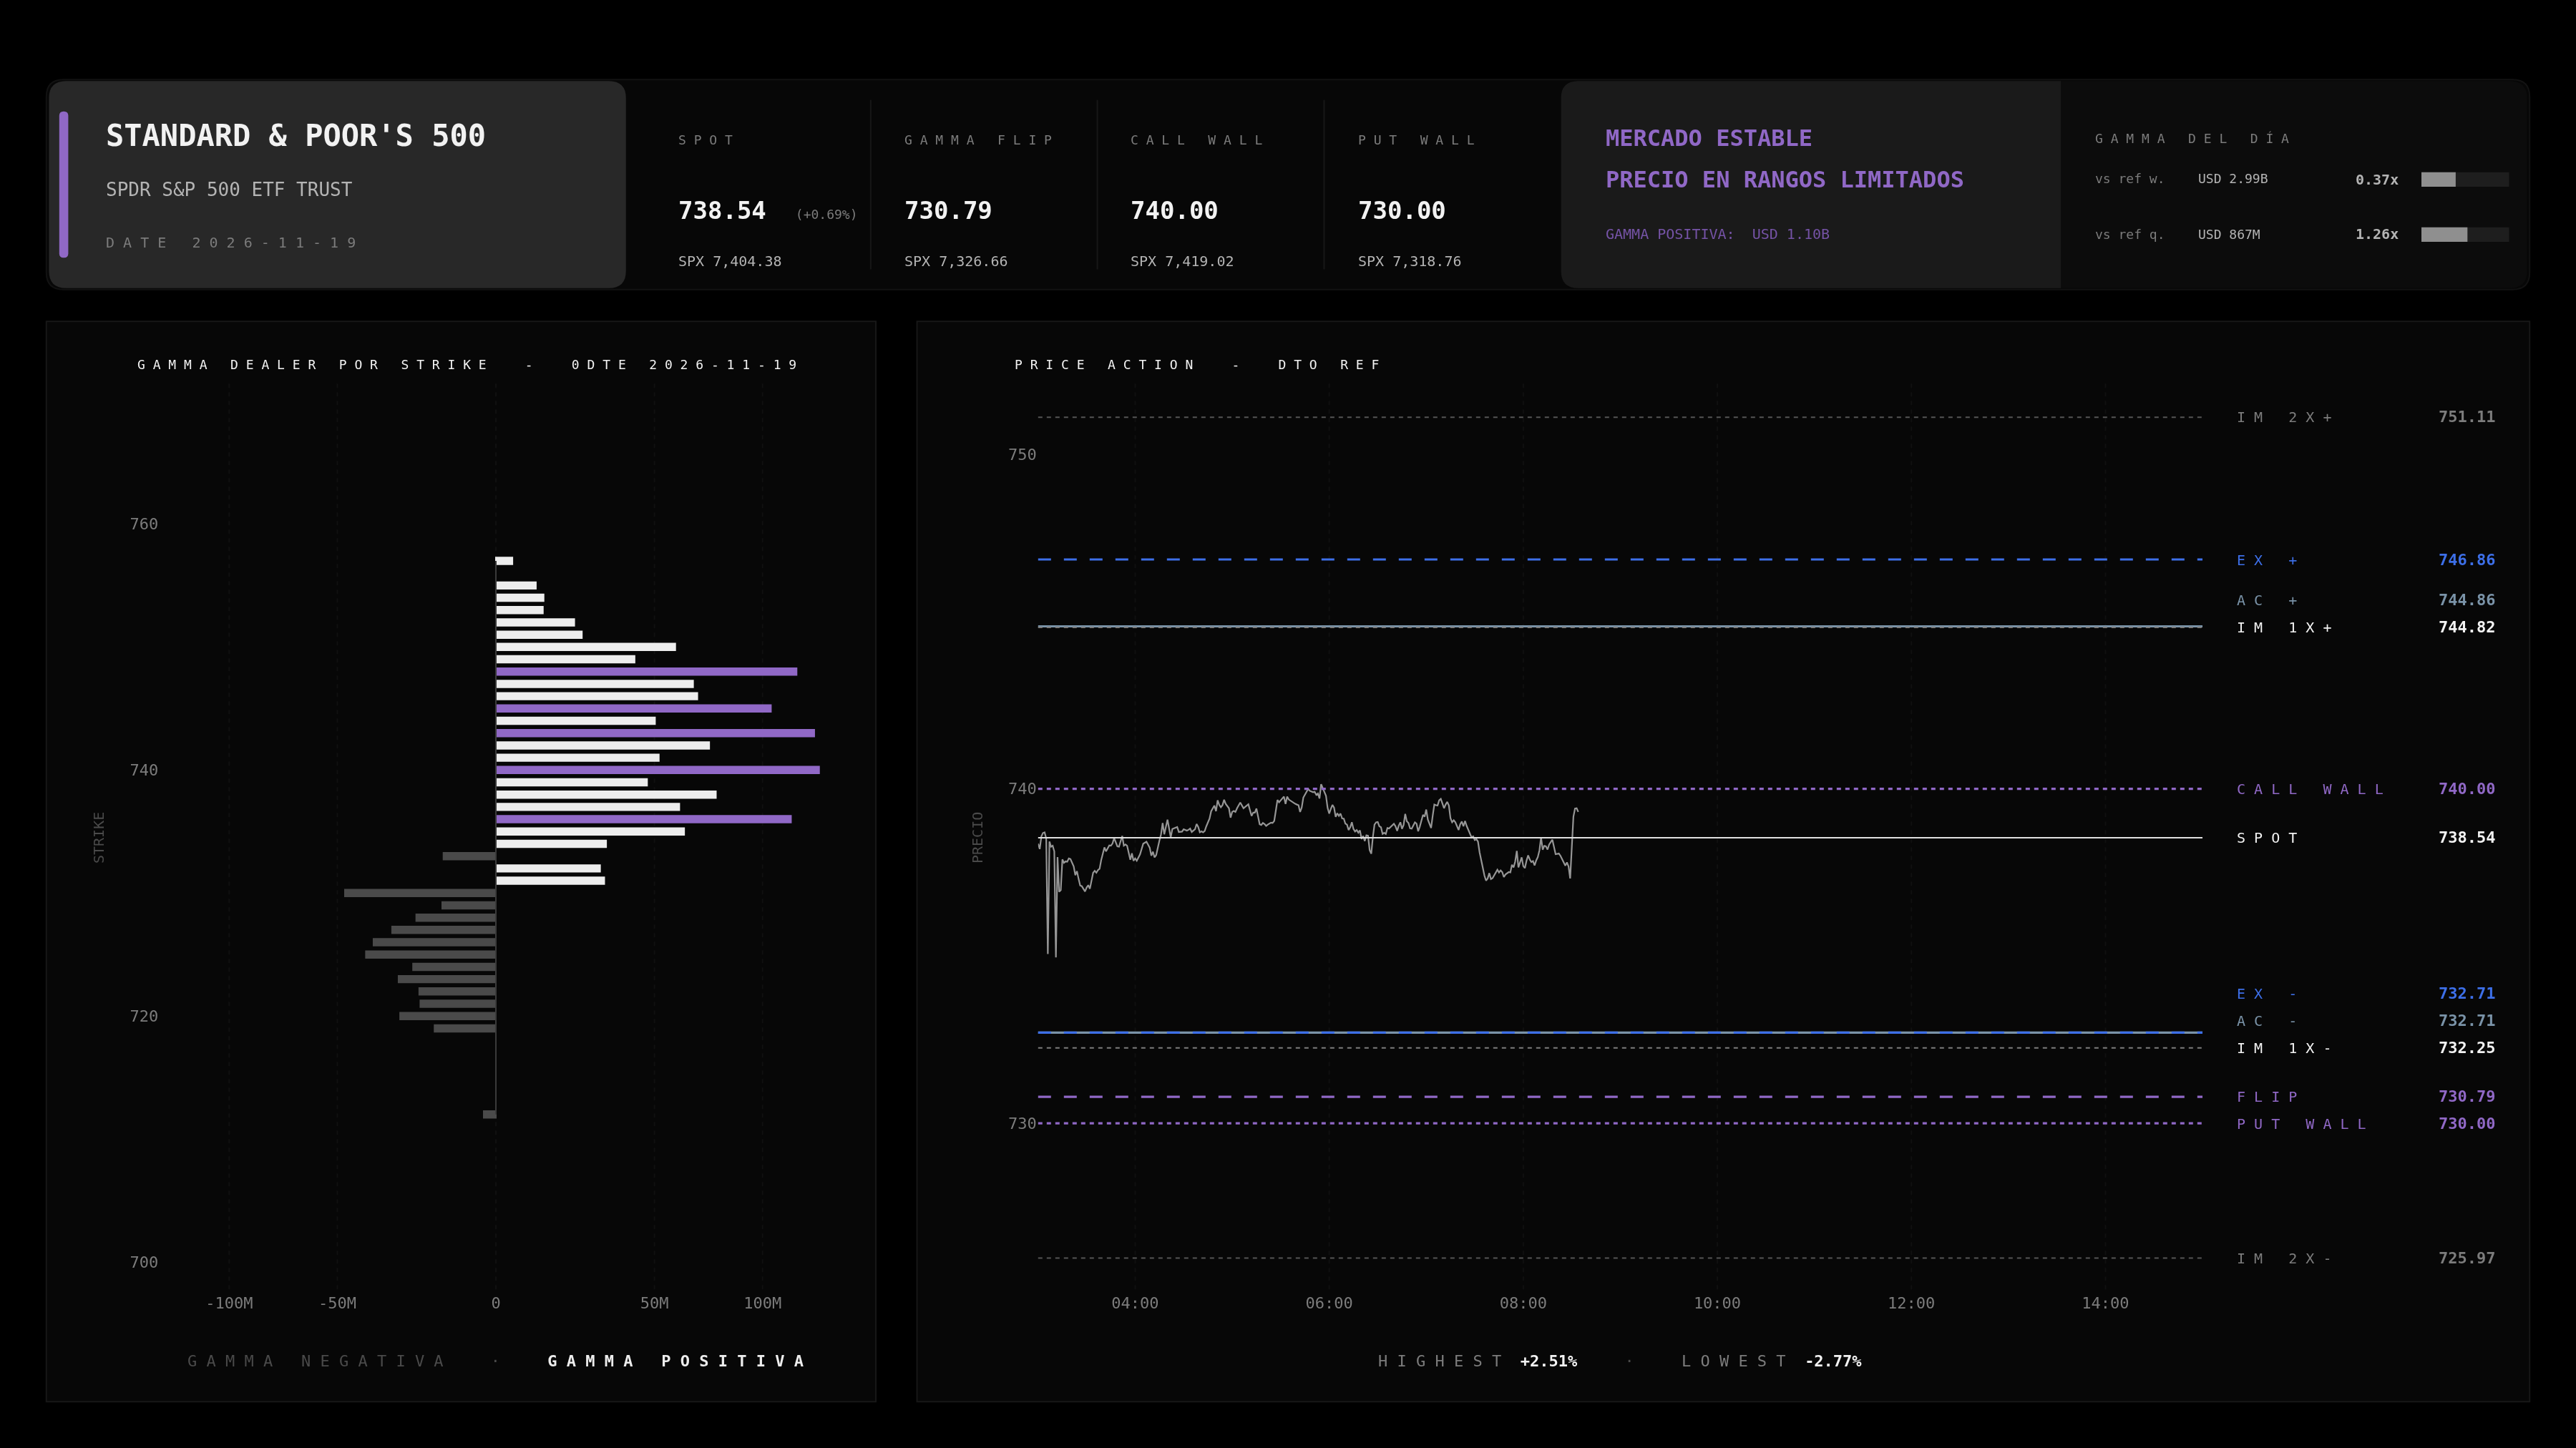 STANDARD & POOR'S 500
SPDR S&P 500 ETF TRUST
DATE 2026-11-19
SPOT
738.54 (+0.69%)
SPX 7,404.38
GAMMA FLIP
730.79
SPX 7,326.66
CALL WALL
740.00
SPX 7,419.02
PUT WALL
730.00
SPX 7,318.76
MERCADO ESTABLE
PRECIO EN RANGOS LIMITADOS
GAMMA POSITIVA: USD 1.10B
GAMMA DEL DÍA
vs ref w. USD 2.99B 0.37x
vs ref q. USD 867M 1.26x
GAMMA DEALER POR STRIKE - 0DTE 2026-11-19
STRIKE
760
740
720
700
-100M -50M 0 50M 100M
GAMMA NEGATIVA · GAMMA POSITIVA
PRICE ACTION - DTO REF
PRECIO
750
740
730
IM 2X+ 751.11
EX + 746.86
AC + 744.86
IM 1X+ 744.82
CALL WALL 740.00
SPOT 738.54
EX - 732.71
AC - 732.71
IM 1X- 732.25
FLIP 730.79
PUT WALL 730.00
IM 2X- 725.97
04:00 06:00 08:00 10:00 12:00 14:00
HIGHEST +2.51% · LOWEST -2.77%